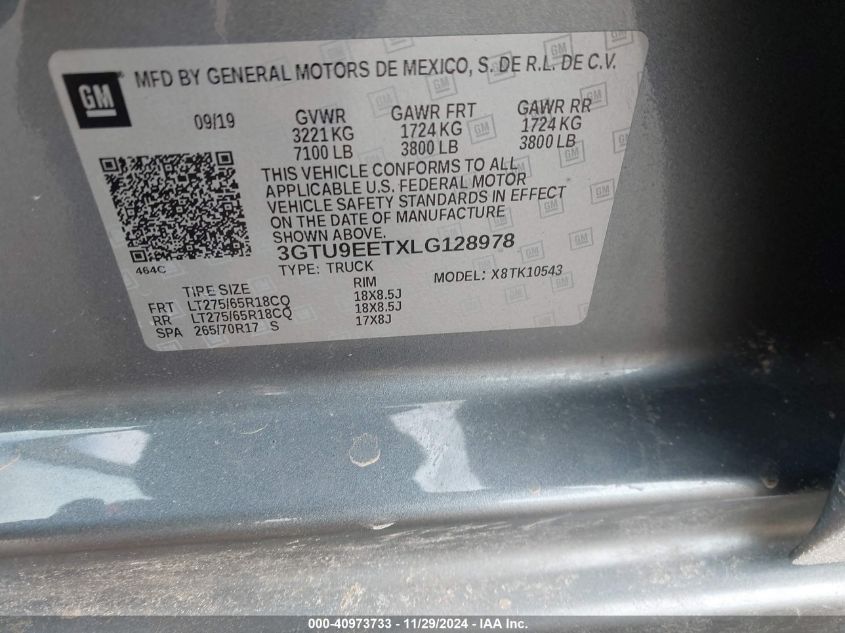 GM
MFD BY GENERAL MOTORS DE MEXICO, S. DE R.L. DE C.V.
09/19 GVWR GAWR FRT GAWR RR
3221 KG 1724 KG 1724 KG
7100 LB 3800 LB 3800 LB
THIS VEHICLE CONFORMS TO ALL
APPLICABLE U.S. FEDERAL MOTOR
VEHICLE SAFETY STANDARDS IN EFFECT
ON THE DATE OF MANUFACTURE
SHOWN ABOVE.
3GTU9EETXLG128978
464C
TYPE: TRUCK MODEL: X8TK10543
TIPE SIZE RIM
FRT LT275/65R18CQ 18X8.5J
RR LT275/65R18CQ 18X8.5J
SPA 265/70R17 S 17X8J
000-40973733 - 11/29/2024 - IAAI.com